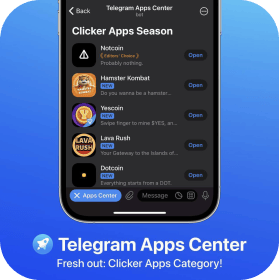 Back
Telegram Apps Center
bot
Clicker Apps Season
Notcoin
Editors' Choice
Probably nothing.
Open
Hamster Kombat
NEW
Do you wanna be a hamster...
Open
Yescoin
NEW
Swipe finger to mine $YES, an...
Open
Lava Rush
NEW
Your Gateway to the Islands of...
Open
LAVA
RUSH
Dotcoin
NEW
Everything starts from a DOT.
Open
Apps Center
Message
Telegram Apps Center
Fresh out: Clicker Apps Category!